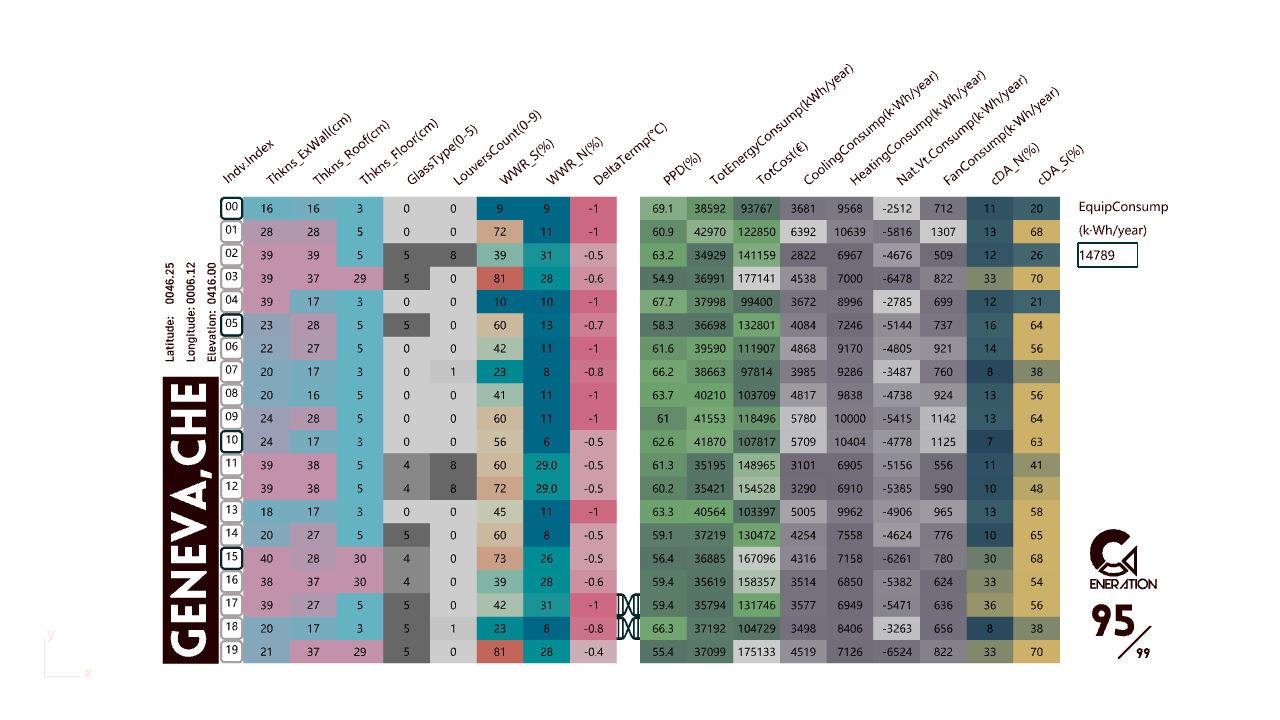 Indv.Index Thkns_ExWall(cm) Thkns_Roof(cm) Thkns_Floor(cm) GlassType(0-5) LouversCount(0-9) WWR_S(%) WWR_N(%) DeltaTermp(°C) PPD(%) TotEnergyConsump(kWh/year) TotCost(€) CoolingConsump(k·Wh/year) HeatingConsump(k·Wh/year) Nat.Vt.Consump(k·Wh/year) FanConsump(k·Wh/year) cDA_N(%) cDA_S(%)
00 16 16 3 0 0 9 9 -1 69.1 38592 93767 3681 9568 -2512 712 11 20
01 28 28 5 0 0 72 11 -1 60.9 42970 122850 6392 10639 -5816 1307 13 68
02 39 39 5 5 8 39 31 -0.5 63.2 34929 141159 2822 6967 -4676 509 12 26
03 39 37 29 5 0 81 28 -0.6 54.9 36991 177141 4538 7000 -6478 822 33 70
04 39 17 3 0 0 10 10 -1 67.7 37998 99400 3672 8996 -2785 699 12 21
05 23 28 5 5 0 60 13 -0.7 58.3 36698 132801 4084 7246 -5144 737 16 64
06 22 27 5 0 0 42 11 -1 61.6 39590 111907 4868 9170 -4805 921 14 56
07 20 17 3 0 1 23 8 -0.8 66.2 38663 97814 3985 9286 -3487 760 8 38
08 20 16 5 0 0 41 11 -1 63.7 40210 103709 4817 9838 -4738 924 13 56
09 24 28 5 0 0 60 11 -1 61 41553 118496 5780 10000 -5415 1142 13 64
10 24 17 3 0 0 56 6 -0.5 62.6 41870 107817 5709 10404 -4778 1125 7 63
11 39 38 5 4 8 60 29.0 -0.5 61.3 35195 148965 3101 6905 -5156 556 11 41
12 39 38 5 4 8 72 29.0 -0.5 60.2 35421 154528 3290 6910 -5385 590 10 48
13 18 17 3 0 0 45 11 -1 63.3 40564 103397 5005 9962 -4906 965 13 58
14 20 27 5 5 0 60 8 -0.5 59.1 37219 130472 4254 7558 -4624 776 10 65
15 40 28 30 4 0 73 26 -0.5 56.4 36885 167096 4316 7158 -6261 780 30 68
16 38 37 30 4 0 39 28 -0.6 59.4 35619 158357 3514 6850 -5382 624 33 54
17 39 27 5 5 0 42 31 -1 59.4 35794 131746 3577 6949 -5471 636 36 56
18 20 17 3 5 1 23 8 -0.8 66.3 37192 104729 3498 8406 -3263 656 8 38
19 21 37 29 5 0 81 28 -0.4 55.4 37099 175133 4519 7126 -6524 822 33 70
EquipConsump
(k·Wh/year)
14789
Latitude: 0046.25
Longitude: 0006.12
Elevation: 0416.00
GENEVA,CHE
ENERATION
95/99
y
x